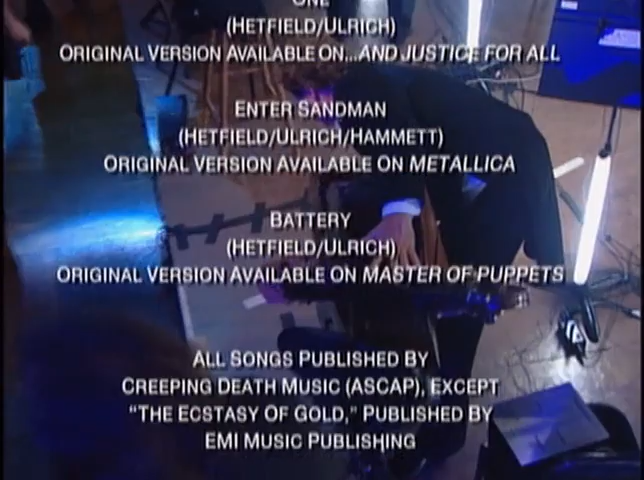 ONE
(HETFIELD/ULRICH)
ORIGINAL VERSION AVAILABLE ON...AND JUSTICE FOR ALL
ENTER SANDMAN
(HETFIELD/ULRICH/HAMMETT)
ORIGINAL VERSION AVAILABLE ON METALLICA
BATTERY
(HETFIELD/ULRICH)
ORIGINAL VERSION AVAILABLE ON MASTER OF PUPPETS
ALL SONGS PUBLISHED BY
CREEPING DEATH MUSIC (ASCAP), EXCEPT
"THE ECSTASY OF GOLD," PUBLISHED BY
EMI MUSIC PUBLISHING